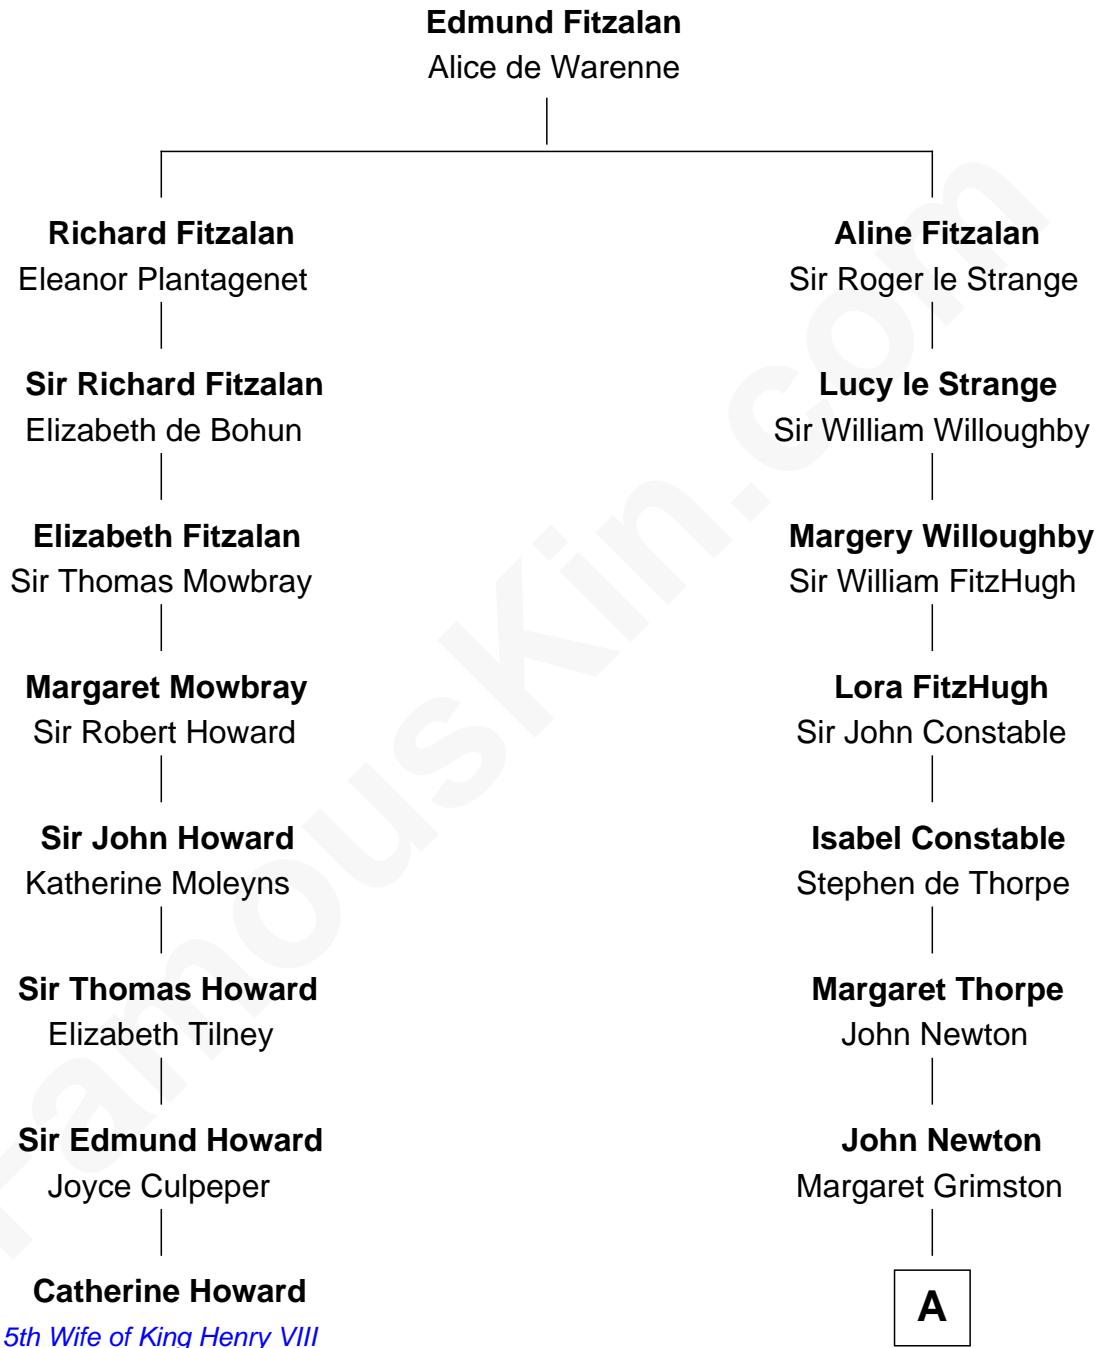 Edmund Fitzalan
Alice de Warenne
Richard Fitzalan
Eleanor Plantagenet
Sir Richard Fitzalan
Elizabeth de Bohun
Elizabeth Fitzalan
Sir Thomas Mowbray
Margaret Mowbray
Sir Robert Howard
Sir John Howard
Katherine Moleyns
Sir Thomas Howard
Elizabeth Tilney
Sir Edmund Howard
Joyce Culpeper
Catherine Howard
5th Wife of King Henry VIII
Aline Fitzalan
Sir Roger le Strange
Lucy le Strange
Sir William Willoughby
Margery Willoughby
Sir William FitzHugh
Lora FitzHugh
Sir John Constable
Isabel Constable
Stephen de Thorpe
Margaret Thorpe
John Newton
John Newton
Margaret Grimston
A
FamousKin.com